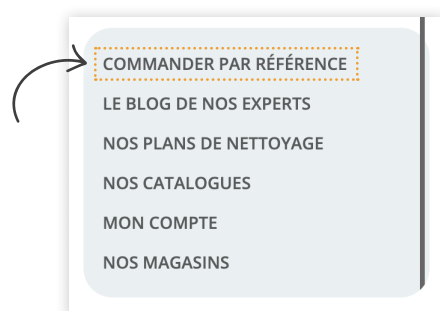 COMMANDER PAR RÉFÉRENCE
LE BLOG DE NOS EXPERTS
NOS PLANS DE NETTOYAGE
NOS CATALOGUES
MON COMPTE
NOS MAGASINS